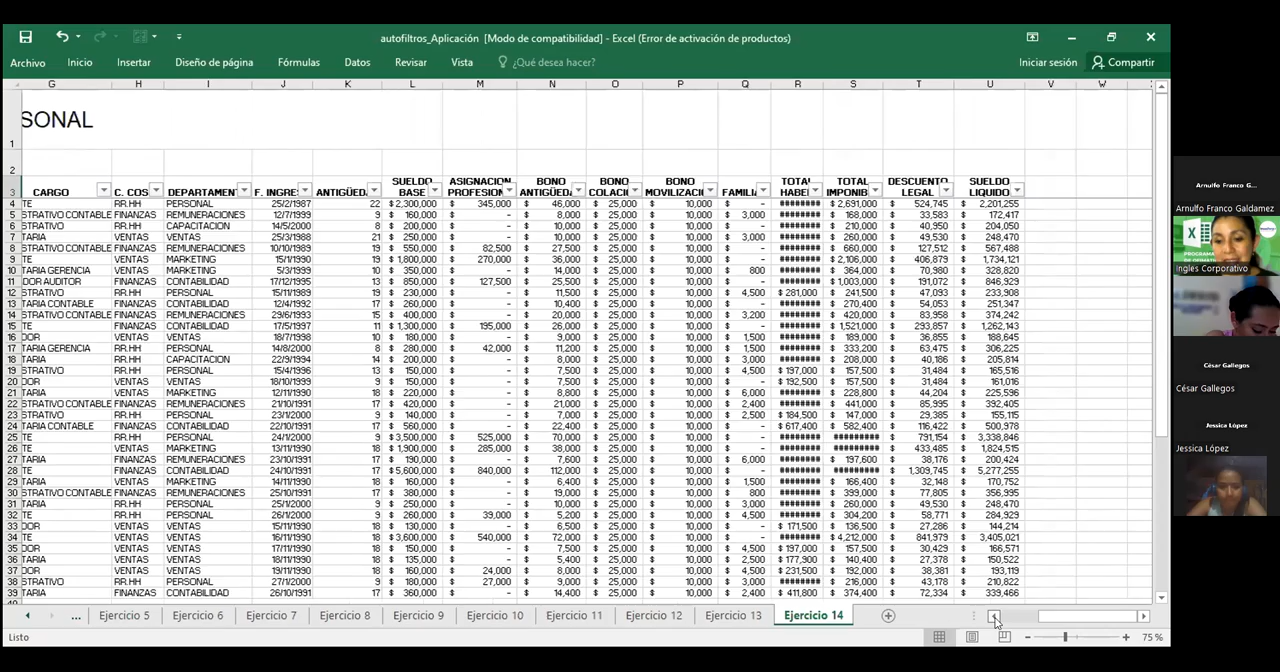 autofiltros_Aplicación [Modo de compatibilidad] - Excel (Error de activación de productos)
Archivo Inicio Insertar Diseño de página Fórmulas Datos Revisar Vista ¿Qué desea hacer? Iniciar sesión Compartir
G H I J K L M N O P Q R S T U V W
1 SONAL
2
3 CARGO C. COS DEPARTAMEN F. INGRE ANTIGÜED SUELDO BASE ASIGNACION PROFESION BONO ANTIGÜED BONO COLACIO BONO MOVILIZACI FAMILIA TOTAL HABE TOTAL IMPONIB DESCUENTO LEGAL SUELDO LIQUIDO
4 TE RR.HH PERSONAL 25/2/1987 22 $ 2,300,000 345,000 $ 46,000 $ 25,000 $ 10,000 $ - ######## $ 2,691,000 $ 524,745 $ 2,201,255
5 STRATIVO CONTABLE FINANZAS REMUNERACIONES 12/7/1999 9 $ 160,000 $ - $ 8,000 $ 25,000 $ 10,000 $ 3,000 ######## $ 168,000 $ 33,583 $ 172,417
6 STRATIVO RR.HH CAPACITACION 14/5/2000 8 $ 200,000 $ - $ 10,000 $ 25,000 $ 10,000 $ - ######## $ 210,000 $ 40,950 $ 204,050
7 TARIA VENTAS VENTAS 25/3/1988 21 $ 250,000 $ - $ 10,000 $ 25,000 $ 10,000 $ 3,000 ######## $ 260,000 $ 49,530 $ 248,470
8 STRATIVO CONTABLE FINANZAS REMUNERACIONES 10/10/1989 19 $ 550,000 $ 82,500 $ 27,500 $ 25,000 $ 10,000 $ - ######## $ 660,000 $ 127,512 $ 567,488
9 TE VENTAS MARKETING 15/1/1990 19 $ 1,800,000 $ 270,000 $ 36,000 $ 25,000 $ 10,000 $ - ######## $ 2,106,000 $ 406,879 $ 1,734,121
10 TARIA GERENCIA VENTAS MARKETING 5/3/1999 10 $ 350,000 $ - $ 14,000 $ 25,000 $ 10,000 $ 800 ######## $ 364,000 $ 70,980 $ 328,820
11 DOR AUDITOR FINANZAS CONTABILIDAD 17/12/1995 13 $ 850,000 $ 127,500 $ 25,500 $ 25,000 $ 10,000 $ - ######## $ 1,003,000 $ 191,072 $ 846,929
12 STRATIVO RR.HH PERSONAL 15/11/1989 19 $ 230,000 $ - $ 11,500 $ 25,000 $ 10,000 $ 4,500 $ 281,000 $ 241,500 $ 47,093 $ 233,908
13 TARIA CONTABLE FINANZAS CONTABILIDAD 12/4/1992 17 $ 260,000 $ - $ 10,400 $ 25,000 $ 10,000 $ - ######## $ 270,400 $ 54,053 $ 251,347
14 STRATIVO CONTABLE FINANZAS REMUNERACIONES 29/6/1993 15 $ 400,000 $ - $ 20,000 $ 25,000 $ 10,000 $ 3,200 ######## $ 420,000 $ 83,958 $ 374,242
15 TE FINANZAS CONTABILIDAD 17/5/1997 11 $ 1,300,000 $ 195,000 $ 26,000 $ 25,000 $ 10,000 $ - ######## $ 1,521,000 $ 293,857 $ 1,262,143
16 DOR VENTAS VENTAS 18/7/1998 10 $ 180,000 $ - $ 9,000 $ 25,000 $ 10,000 $ 1,500 ######## $ 189,000 $ 36,855 $ 188,645
17 TARIA GERENCIA RR.HH PERSONAL 14/8/2000 8 $ 280,000 $ 42,000 $ 11,200 $ 25,000 $ 10,000 $ 1,500 ######## $ 333,200 $ 63,475 $ 306,225
18 TARIA RR.HH CAPACITACION 22/9/1994 14 $ 200,000 $ - $ 8,000 $ 25,000 $ 10,000 $ 3,000 ######## $ 208,000 $ 40,186 $ 205,814
19 STRATIVO RR.HH PERSONAL 15/4/1996 13 $ 150,000 $ - $ 7,500 $ 25,000 $ 10,000 $ 4,500 $ 197,000 $ 157,500 $ 31,484 $ 165,516
20 DOR VENTAS VENTAS 18/10/1999 9 $ 150,000 $ - $ 7,500 $ 25,000 $ 10,000 $ - $ 192,500 $ 157,500 $ 31,484 $ 161,016
21 TARIA VENTAS MARKETING 12/11/1990 18 $ 220,000 $ - $ 8,800 $ 25,000 $ 10,000 $ 6,000 ######## $ 228,800 $ 44,204 $ 225,596
22 STRATIVO CONTABLE FINANZAS REMUNERACIONES 21/10/1991 17 $ 420,000 $ - $ 21,000 $ 25,000 $ 10,000 $ 2,400 ######## $ 441,000 $ 85,995 $ 392,405
23 STRATIVO RR.HH PERSONAL 23/1/2000 9 $ 140,000 $ - $ 7,000 $ 25,000 $ 10,000 $ 2,500 $ 184,500 $ 147,000 $ 29,385 $ 155,115
24 TARIA CONTABLE FINANZAS CONTABILIDAD 22/10/1991 17 $ 560,000 $ - $ 22,400 $ 25,000 $ 10,000 $ - $ 617,400 $ 582,400 $ 116,422 $ 500,978
25 TE RR.HH PERSONAL 24/1/2000 9 $ 3,500,000 $ 525,000 $ 70,000 $ 25,000 $ 10,000 $ - ######## ######### $ 791,154 $ 3,338,846
26 TE VENTAS MARKETING 13/11/1990 18 $ 1,900,000 $ 285,000 $ 38,000 $ 25,000 $ 10,000 $ - ######## ######### $ 433,485 $ 1,824,515
27 TARIA FINANZAS REMUNERACIONES 23/10/1991 17 $ 190,000 $ - $ 7,600 $ 25,000 $ 10,000 $ 6,000 ######## $ 197,600 $ 38,176 $ 200,424
28 TE FINANZAS CONTABILIDAD 24/10/1991 17 $ 5,600,000 $ 840,000 $ 112,000 $ 25,000 $ 10,000 $ - ######## ######### $ 1,309,745 $ 5,277,255
29 TARIA VENTAS MARKETING 14/11/1990 18 $ 160,000 $ - $ 6,400 $ 25,000 $ 10,000 $ 1,500 ######## $ 166,400 $ 32,148 $ 170,752
30 STRATIVO CONTABLE FINANZAS REMUNERACIONES 25/10/1991 17 $ 380,000 $ - $ 19,000 $ 25,000 $ 10,000 $ 800 ######## $ 399,000 $ 77,805 $ 356,995
31 TARIA RR.HH PERSONAL 25/1/2000 9 $ 250,000 $ - $ 10,000 $ 25,000 $ 10,000 $ 3,000 ######## $ 260,000 $ 49,530 $ 248,470
32 TE RR.HH PERSONAL 26/1/2000 9 $ 260,000 $ 39,000 $ 5,200 $ 25,000 $ 10,000 $ 4,500 ######## $ 304,200 $ 58,771 $ 284,929
33 DOR VENTAS VENTAS 15/11/1990 18 $ 130,000 $ - $ 6,500 $ 25,000 $ 10,000 $ - $ 171,500 $ 136,500 $ 27,286 $ 144,214
34 TE VENTAS VENTAS 16/11/1990 18 $ 3,600,000 $ 540,000 $ 72,000 $ 25,000 $ 10,000 $ - ######## $ 4,212,000 $ 841,979 $ 3,405,021
35 DOR VENTAS VENTAS 17/11/1990 18 $ 150,000 $ - $ 7,500 $ 25,000 $ 10,000 $ 4,500 $ 197,000 $ 157,500 $ 30,429 $ 166,571
36 TARIA VENTAS VENTAS 18/11/1990 18 $ 135,000 $ - $ 5,400 $ 25,000 $ 10,000 $ 2,500 $ 177,900 $ 140,400 $ 27,378 $ 150,522
37 DOR VENTAS VENTAS 19/11/1990 18 $ 160,000 $ 24,000 $ 8,000 $ 25,000 $ 10,000 $ 4,500 $ 231,500 $ 192,000 $ 38,381 $ 193,119
38 STRATIVO RR.HH PERSONAL 27/1/2000 9 $ 180,000 $ 27,000 $ 9,000 $ 25,000 $ 10,000 $ 3,000 ######## $ 216,000 $ 43,178 $ 210,822
39 TARIA FINANZAS CONTABILIDAD 26/10/1991 17 $ 360,000 $ - $ 14,400 $ 25,000 $ 10,000 $ 2,400 $ 411,800 $ 374,400 $ 72,334 $ 339,466
... Ejercicio 5 Ejercicio 6 Ejercicio 7 Ejercicio 8 Ejercicio 9 Ejercicio 10 Ejercicio 11 Ejercicio 12 Ejercicio 13 Ejercicio 14
Listo 75 %
Arnulfo Franco G...
Arnulfo Franco Galdamez
Ingles Corporativo
César Gallegos
César Gallegos
Jessica López
Jessica López